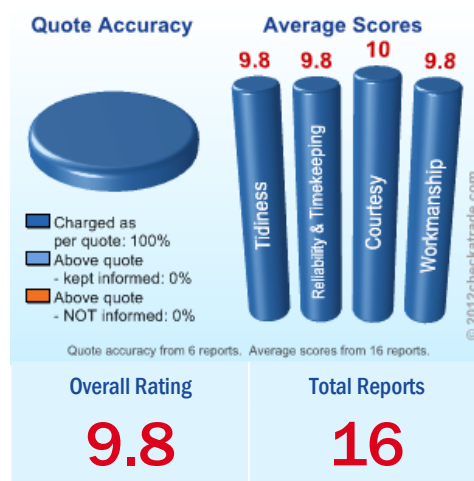 Quote Accuracy
Average Scores
9.8
9.8
10
9.8
Tidiness
Reliability & Timekeeping
Courtesy
Workmanship
Charged as
per quote: 100%
Above quote
- kept informed: 0%
Above quote
- NOT informed: 0%
© 2012checkatrade.com
Quote accuracy from 6 reports. Average scores from 16 reports.
Overall Rating
Total Reports
9.8
16